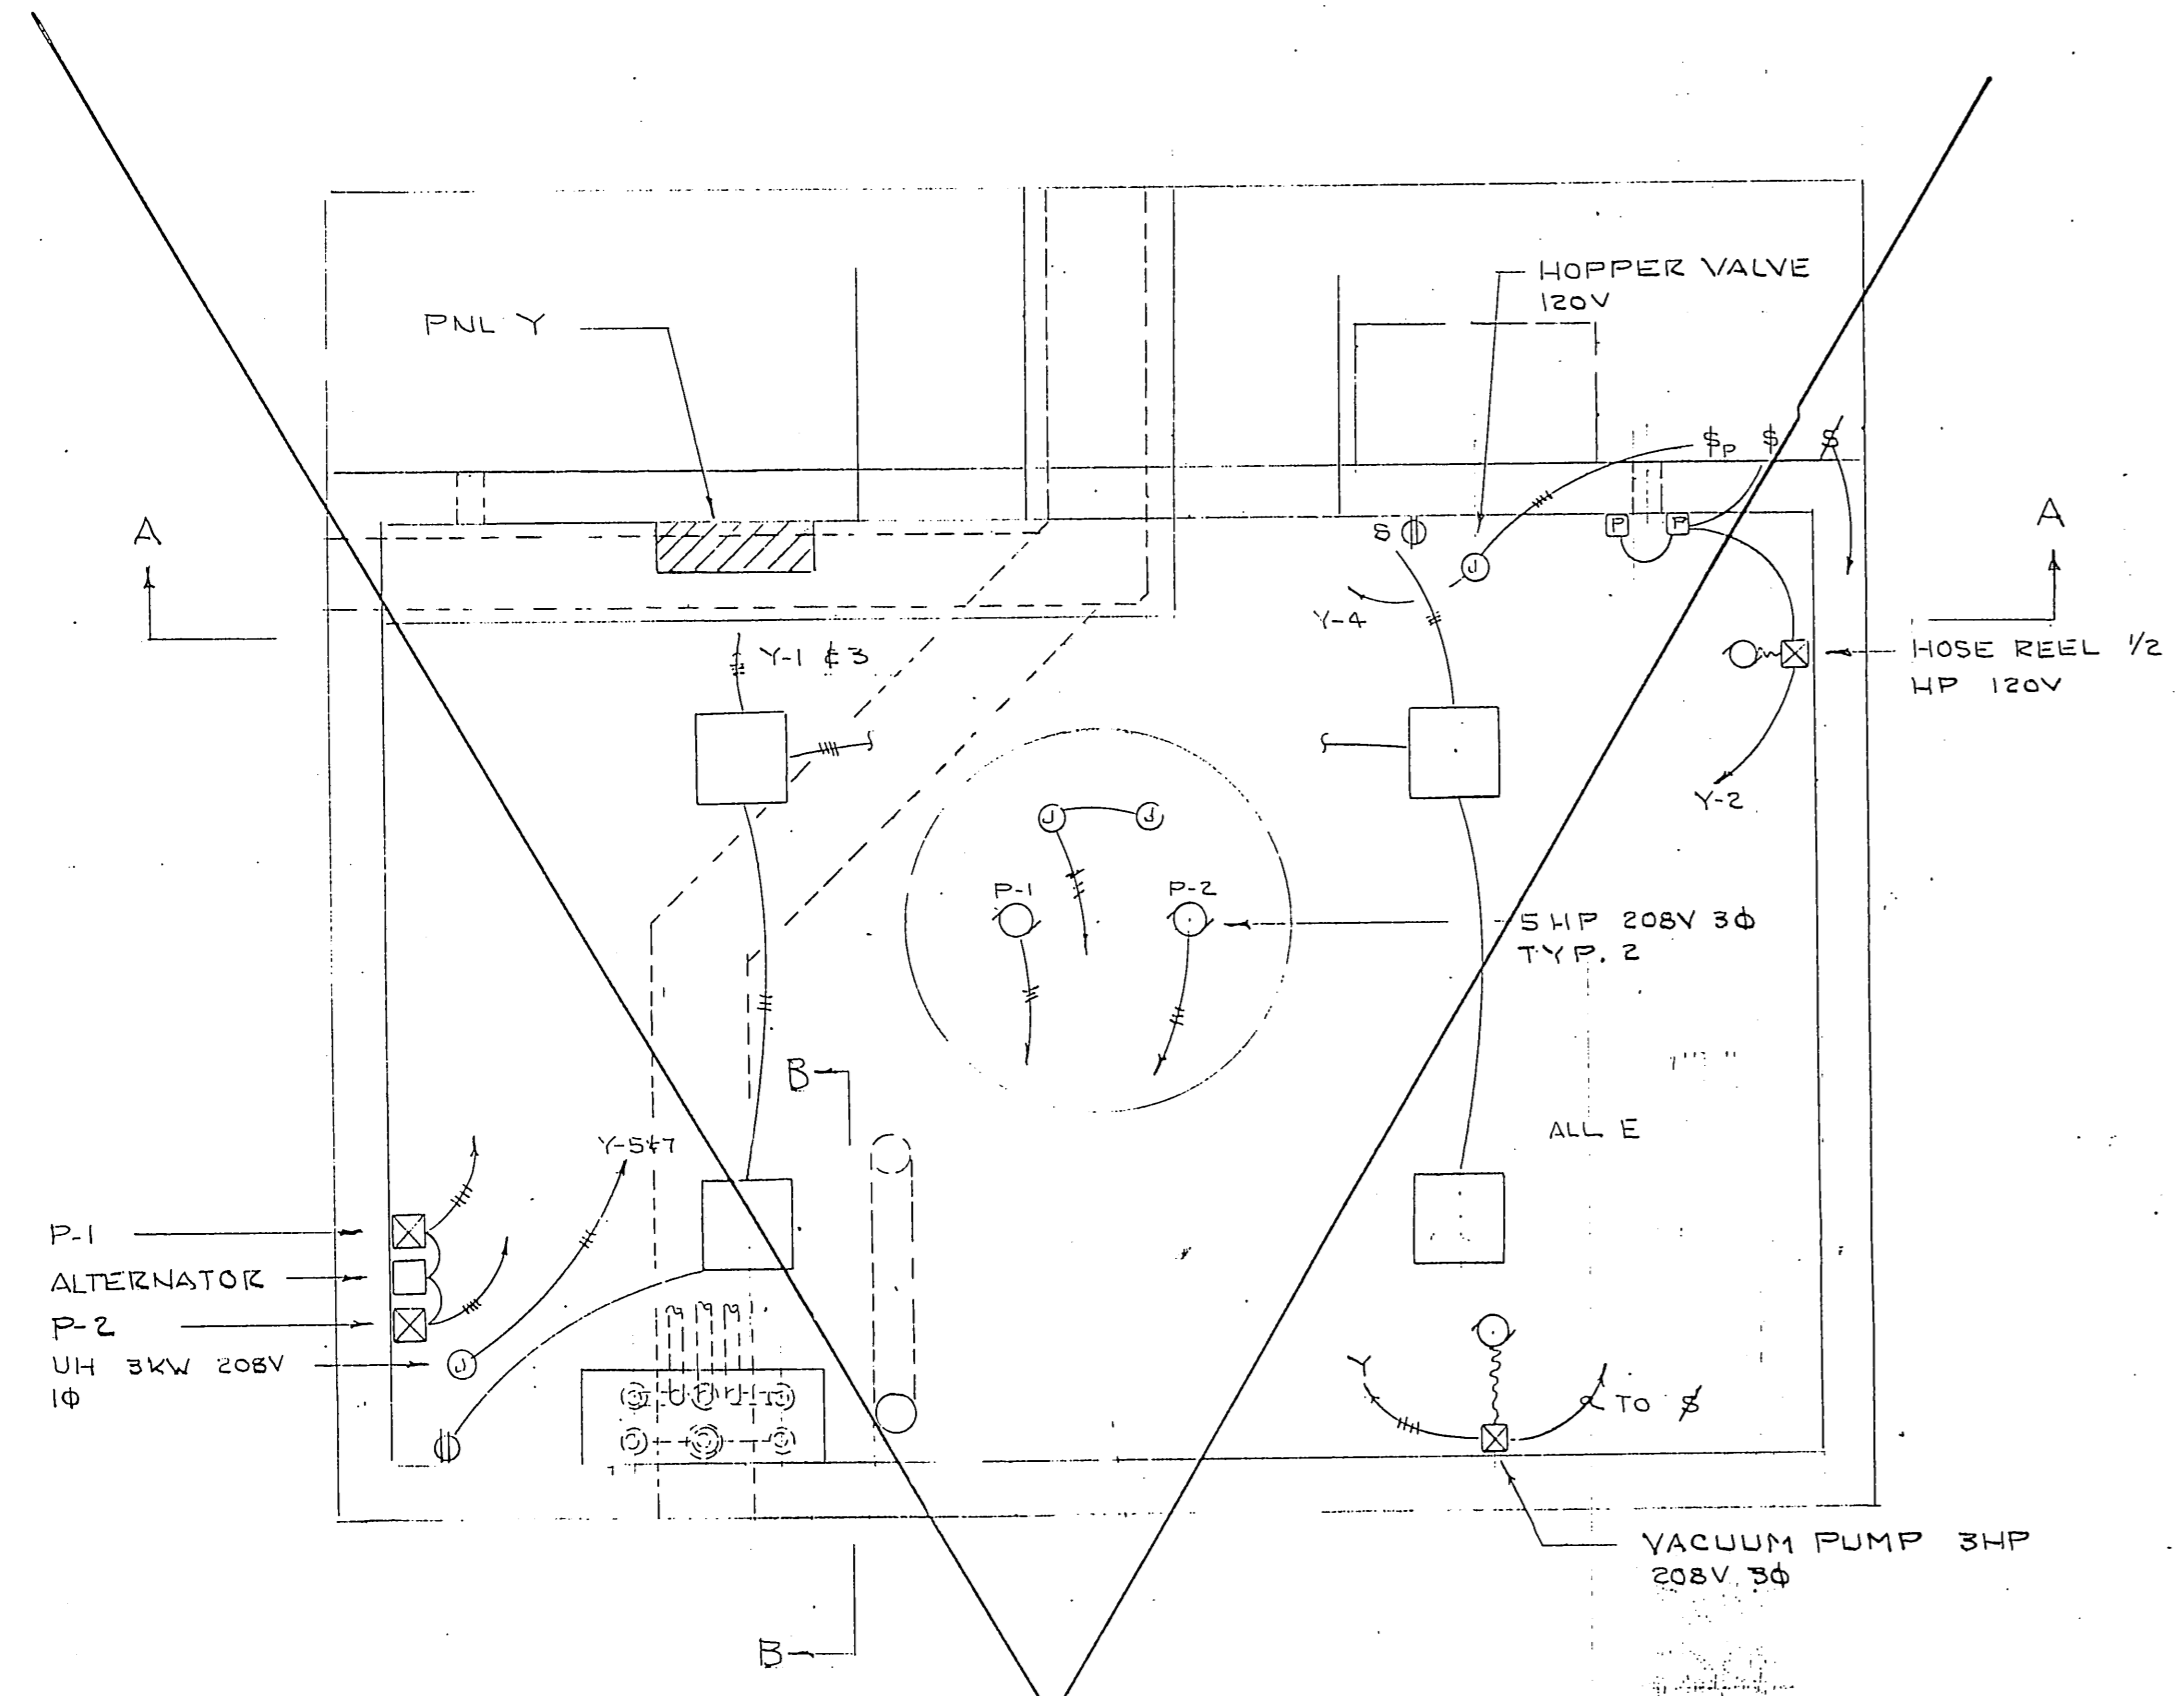 HOPPER VALVE
120V
PNL Y
$P $ $
A
A
P P
S
J
Y-4
Y-1 & 3
HOSE REEL 1/2
HP 120V
Y-2
J J
P-1 P-2
5 HP 208V 3Φ
TYP. 2
B
ALL E
Y-5&7
P-1
ALTERNATOR
P-2
UH 3KW 208V
1Φ
J
Y
TO $
VACUUM PUMP 3HP
208V 3Φ
B